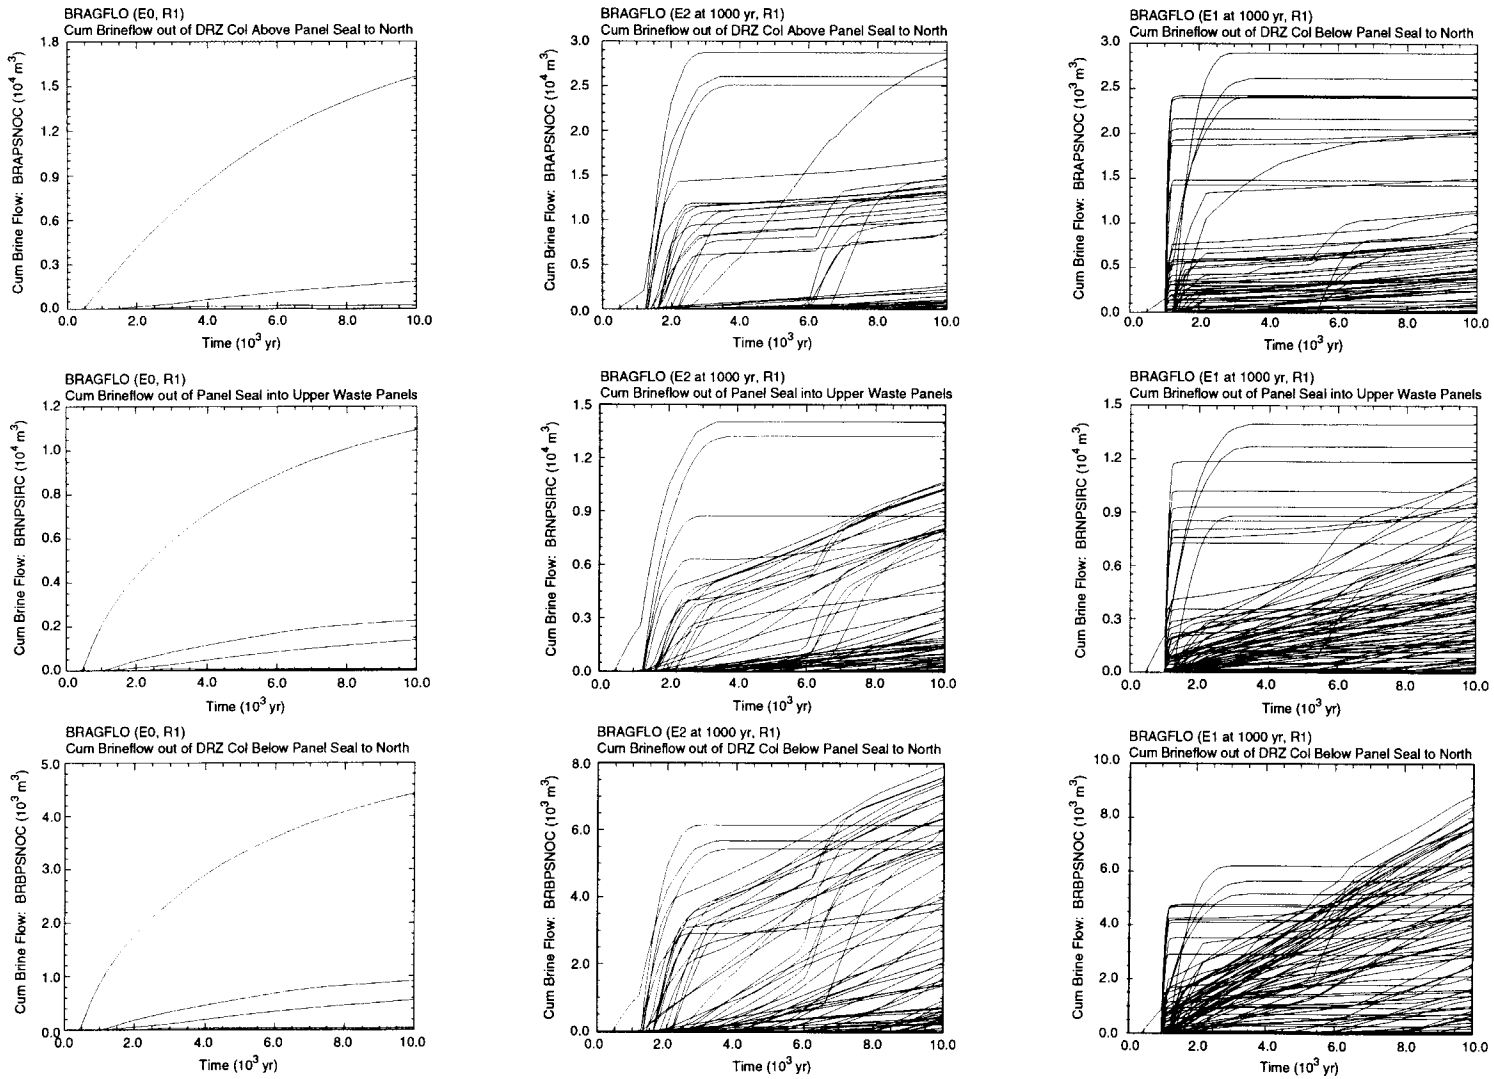 BRAGFLO (E0, R1)
Cum Brineflow out of DRZ Col Above Panel Seal to North
Cum Brine Flow: BRAPSNOC (10⁴ m³)
1.8
1.5
1.2
0.9
0.6
0.3
0.0
0.0 2.0 4.0 6.0 8.0 10.0
Time (10³ yr)
BRAGFLO (E2 at 1000 yr, R1)
Cum Brineflow out of DRZ Col Above Panel Seal to North
Cum Brine Flow: BRAPSNOC (10⁴ m³)
3.0
2.5
2.0
1.5
1.0
0.5
0.0
0.0 2.0 4.0 6.0 8.0 10.0
Time (10³ yr)
BRAGFLO (E1 at 1000 yr, R1)
Cum Brineflow out of DRZ Col Below Panel Seal to North
Cum Brine Flow: BRAPSNOC (10³ m³)
3.0
2.5
2.0
1.5
1.0
0.5
0.0
0.0 2.0 4.0 6.0 8.0 10.0
Time (10³ yr)
BRAGFLO (E0, R1)
Cum Brineflow out of Panel Seal into Upper Waste Panels
Cum Brine Flow: BRNPSIRC (10⁴ m³)
1.2
1.0
0.8
0.6
0.4
0.2
0.0
0.0 2.0 4.0 6.0 8.0 10.0
Time (10³ yr)
BRAGFLO (E2 at 1000 yr, R1)
Cum Brineflow out of Panel Seal into Upper Waste Panels
Cum Brine Flow: BRNPSIRC (10⁴ m³)
1.5
1.2
0.9
0.6
0.3
0.0
0.0 2.0 4.0 6.0 8.0 10.0
Time (10³ yr)
BRAGFLO (E1 at 1000 yr, R1)
Cum Brineflow out of Panel Seal into Upper Waste Panels
Cum Brine Flow: BRNPSIRC (10⁴ m³)
1.5
1.2
0.9
0.6
0.3
0.0
0.0 2.0 4.0 6.0 8.0 10.0
Time (10³ yr)
BRAGFLO (E0, R1)
Cum Brineflow out of DRZ Col Below Panel Seal to North
Cum Brine Flow: BRBPSNOC (10³ m³)
5.0
4.0
3.0
2.0
1.0
0.0
0.0 2.0 4.0 6.0 8.0 10.0
Time (10³ yr)
BRAGFLO (E2 at 1000 yr, R1)
Cum Brineflow out of DRZ Col Below Panel Seal to North
Cum Brine Flow: BRBPSNOC (10³ m³)
8.0
6.0
4.0
2.0
0.0
0.0 2.0 4.0 6.0 8.0 10.0
Time (10³ yr)
BRAGFLO (E1 at 1000 yr, R1)
Cum Brineflow out of DRZ Col Below Panel Seal to North
Cum Brine Flow: BRBPSNOC (10³ m³)
10.0
8.0
6.0
4.0
2.0
0.0
0.0 2.0 4.0 6.0 8.0 10.0
Time (10³ yr)